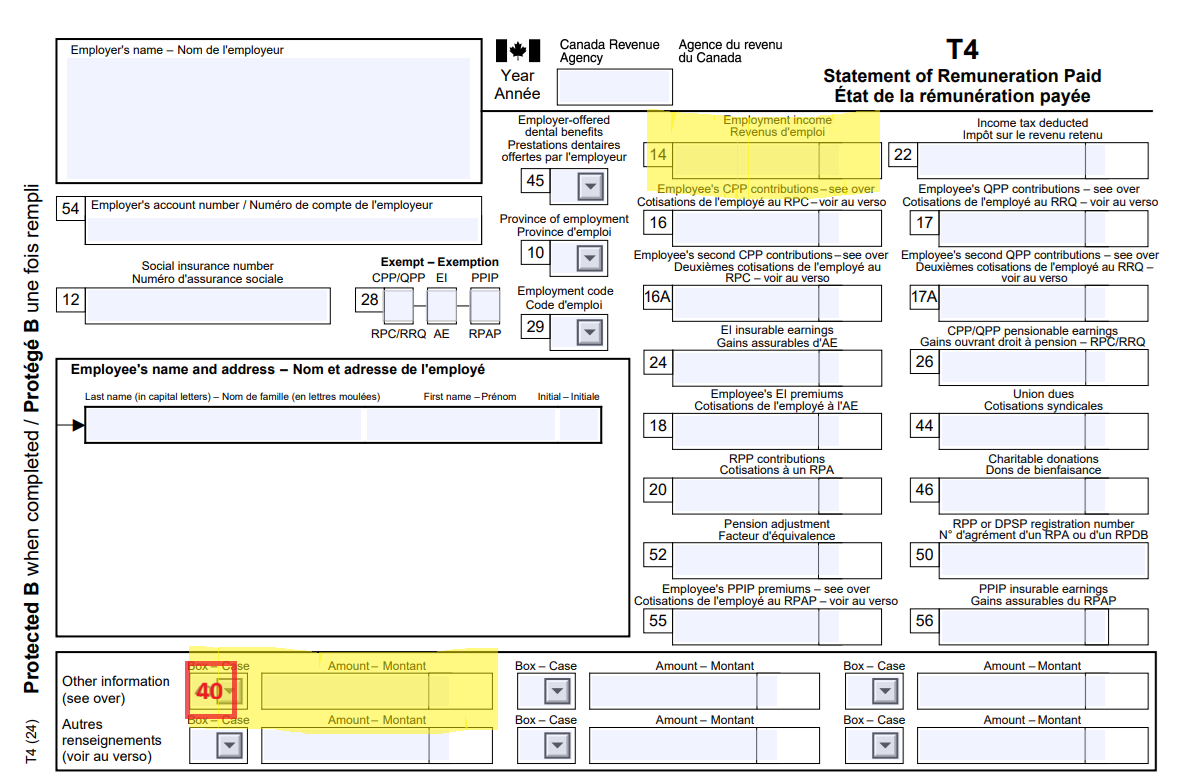 Employer's name – Nom de l'employeur
Canada Revenue Agency
Agence du revenu du Canada
Year
Année
T4
Statement of Remuneration Paid
État de la rémunération payée
54
Employer's account number / Numéro de compte de l'employeur
Social insurance number
Numéro d'assurance sociale
12
Exempt – Exemption
CPP/QPP EI PPIP
28
RPC/RRQ AE RPAP
Employer-offered
dental benefits
Prestations dentaires
offertes par l'employeur
45
Province of employment
Province d'emploi
10
Employment code
Code d'emploi
29
Employment income
Revenus d'emploi
14
Income tax deducted
Impôt sur le revenu retenu
22
Employee's CPP contributions – see over
Cotisations de l'employé au RPC – voir au verso
16
Employee's QPP contributions – see over
Cotisations de l'employé au RRQ – voir au verso
17
Employee's second CPP contributions – see over
Deuxièmes cotisations de l'employé au
RPC – voir au verso
16A
Employee's second QPP contributions – see over
Deuxièmes cotisations de l'employé au RRQ –
voir au verso
17A
EI insurable earnings
Gains assurables d'AE
24
CPP/QPP pensionable earnings
Gains ouvrant droit à pension – RPC/RRQ
26
Employee's EI premiums
Cotisations de l'employé à l'AE
18
Union dues
Cotisations syndicales
44
RPP contributions
Cotisations à un RPA
20
Charitable donations
Dons de bienfaisance
46
Pension adjustment
Facteur d'équivalence
52
RPP or DPSP registration number
N° d'agrément d'un RPA ou d'un RPDB
50
Employee's PPIP premiums – see over
Cotisations de l'employé au RPAP – voir au verso
55
PPIP insurable earnings
Gains assurables du RPAP
56
Employee's name and address – Nom et adresse de l'employé
Last name (in capital letters) – Nom de famille (en lettres moulées) First name – Prénom Initial – Initiale
Other information
(see over)
Box – Case Amount – Montant Box – Case Amount – Montant Box – Case Amount – Montant
40
Autres
renseignements
(voir au verso)
Box – Case Amount – Montant Box – Case Amount – Montant Box – Case Amount – Montant
Protected B when completed / Protégé B une fois rempli
T4 (24)